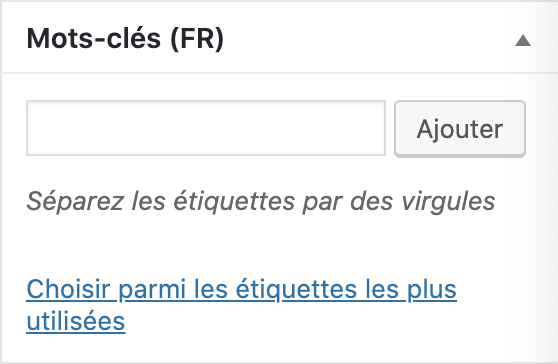 Mots-clés (FR)
Ajouter
Séparez les étiquettes par des virgules
Choisir parmi les étiquettes les plus
utilisées